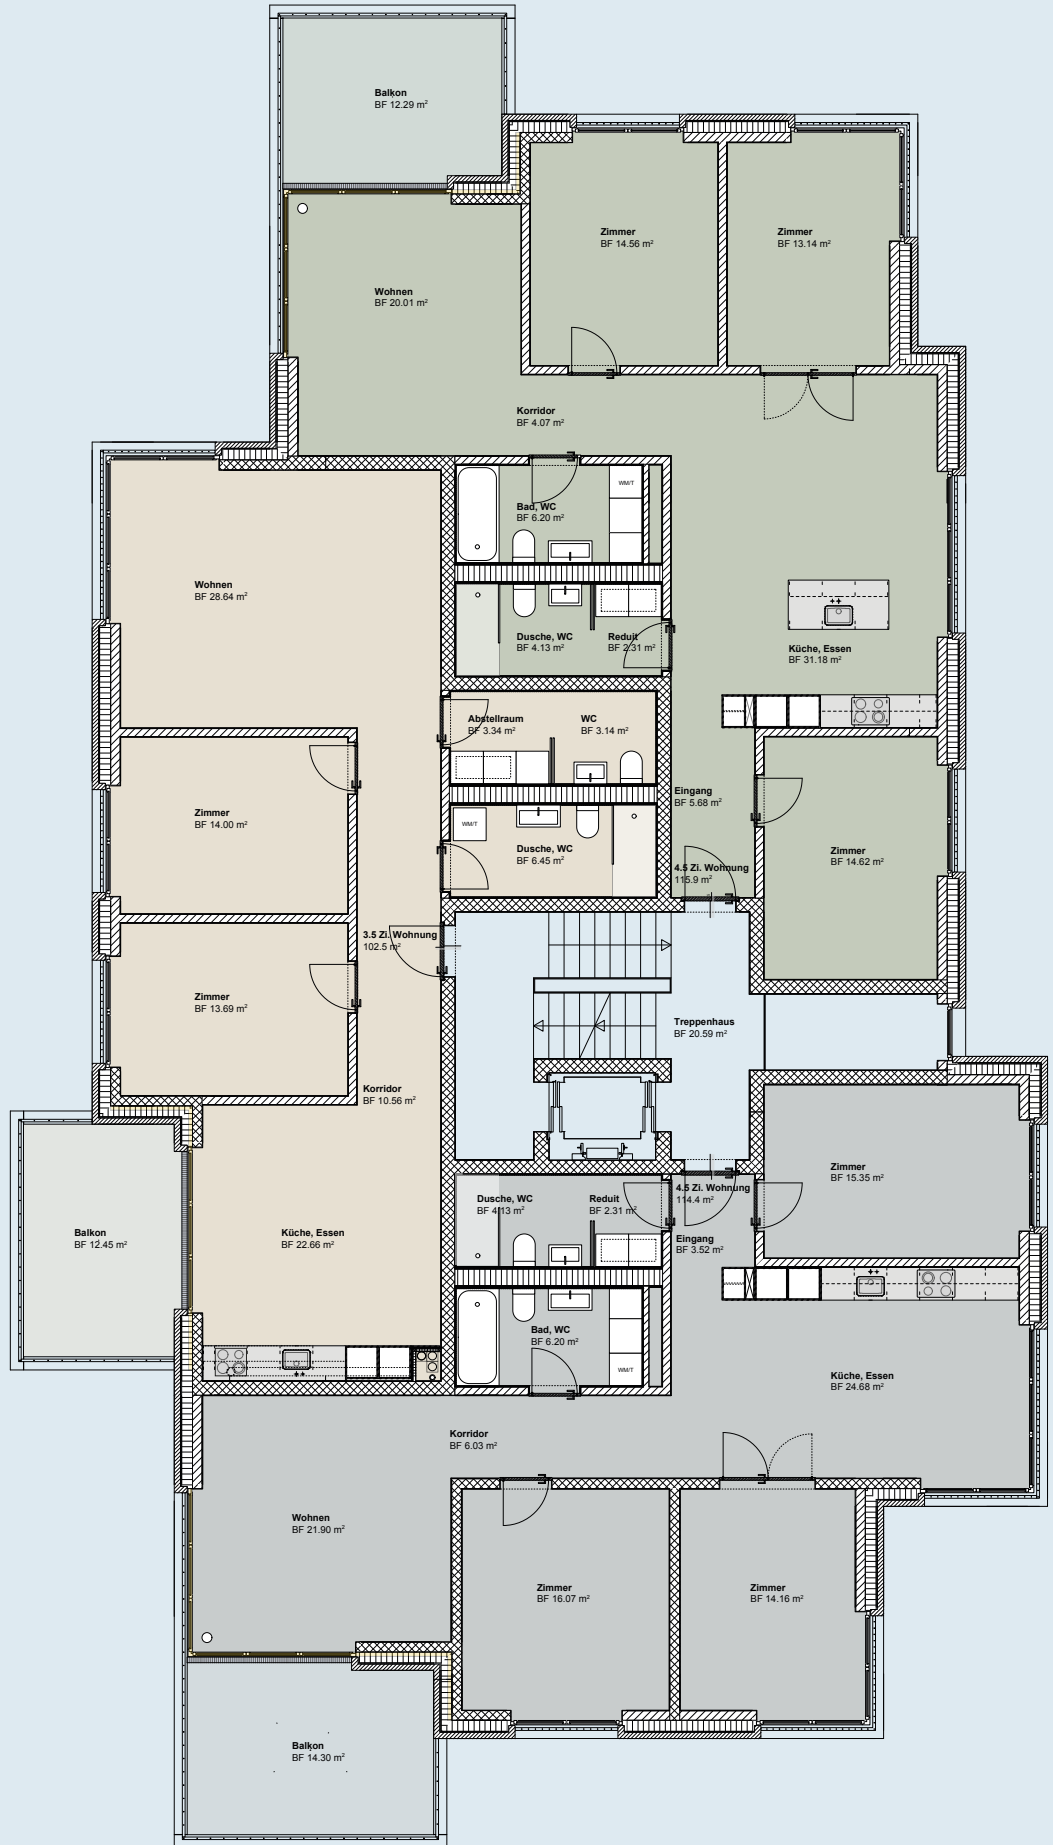 Balkon
BF 12.29 m²
Zimmer
BF 14.56 m²
Zimmer
BF 13.14 m²
Wohnen
BF 20.01 m²
Korridor
BF 4.07 m²
WM/T
Bad, WC
BF 6.20 m²
Wohnen
BF 28.64 m²
Dusche, WC
BF 4.13 m²
Reduit
BF 2.31 m²
Küche, Essen
BF 31.18 m²
Abstellraum
BF 3.34 m²
WC
BF 3.14 m²
Eingang
BF 5.68 m²
Zimmer
BF 14.00 m²
WM/T
Dusche, WC
BF 6.45 m²
Zimmer
BF 14.62 m²
4.5 Zi. Wohnung
115.9 m²
3.5 Zi. Wohnung
102.5 m²
Zimmer
BF 13.69 m²
Treppenhaus
BF 20.59 m²
Korridor
BF 10.56 m²
Zimmer
BF 15.35 m²
4.5 Zi. Wohnung
114.4 m²
Dusche, WC
BF 4.13 m²
Reduit
BF 2.31 m²
Balkon
BF 12.45 m²
Küche, Essen
BF 22.66 m²
Eingang
BF 3.52 m²
Bad, WC
BF 6.20 m²
WM/T
Küche, Essen
BF 24.68 m²
Korridor
BF 6.03 m²
Wohnen
BF 21.90 m²
Zimmer
BF 16.07 m²
Zimmer
BF 14.16 m²
Balkon
BF 14.30 m²